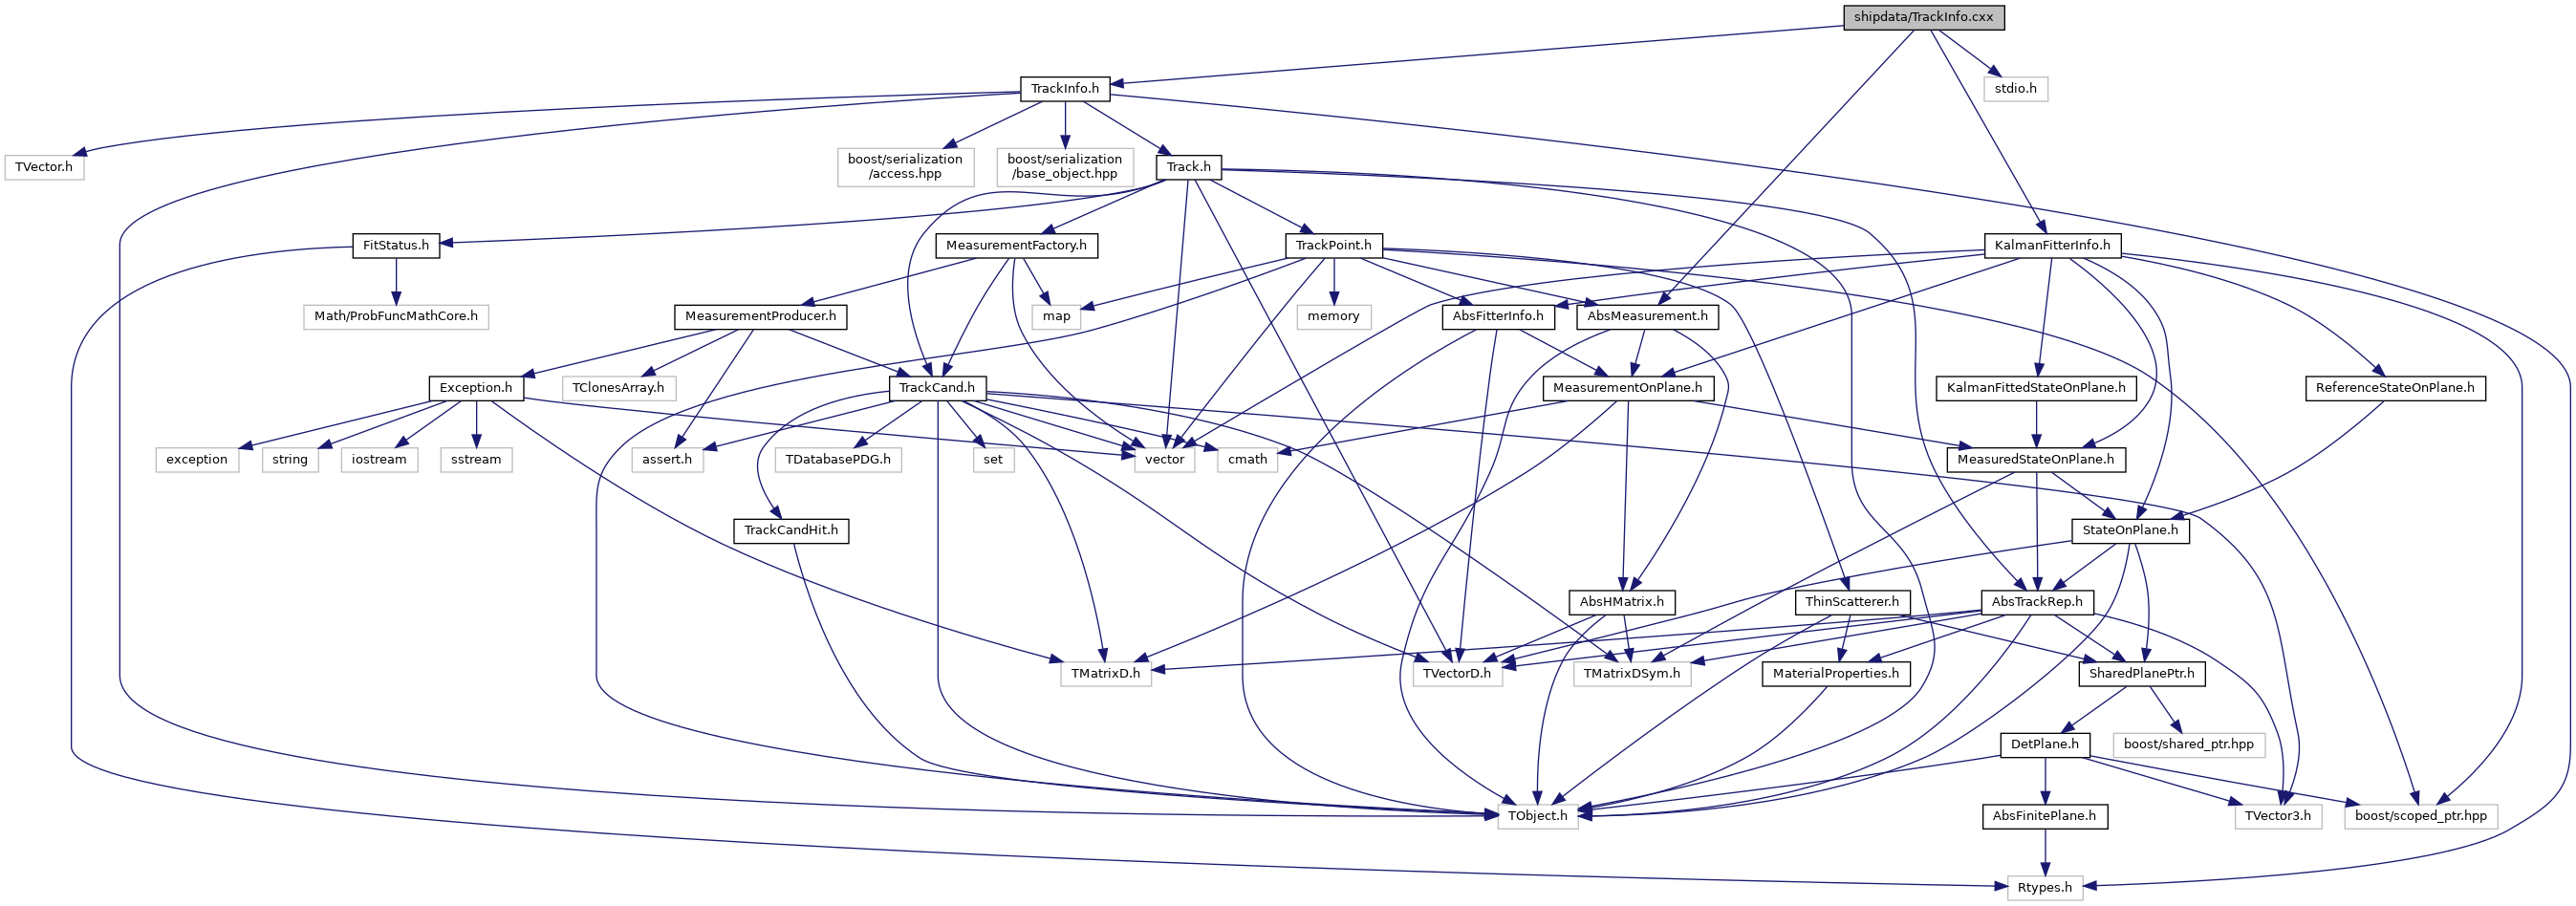 shipdata/TrackInfo.cxx
TrackInfo.h
stdio.h
TVector.h
boost/serialization
/access.hpp
boost/serialization
/base_object.hpp
Track.h
FitStatus.h
MeasurementFactory.h
TrackPoint.h
KalmanFitterInfo.h
Math/ProbFuncMathCore.h
MeasurementProducer.h
map
memory
AbsFitterInfo.h
AbsMeasurement.h
Exception.h
TClonesArray.h
TrackCand.h
MeasurementOnPlane.h
KalmanFittedStateOnPlane.h
ReferenceStateOnPlane.h
exception
string
iostream
sstream
assert.h
TDatabasePDG.h
set
vector
cmath
MeasuredStateOnPlane.h
TrackCandHit.h
StateOnPlane.h
AbsHMatrix.h
ThinScatterer.h
AbsTrackRep.h
TMatrixD.h
TVectorD.h
TMatrixDSym.h
MaterialProperties.h
SharedPlanePtr.h
DetPlane.h
boost/shared_ptr.hpp
TObject.h
AbsFinitePlane.h
TVector3.h
boost/scoped_ptr.hpp
Rtypes.h